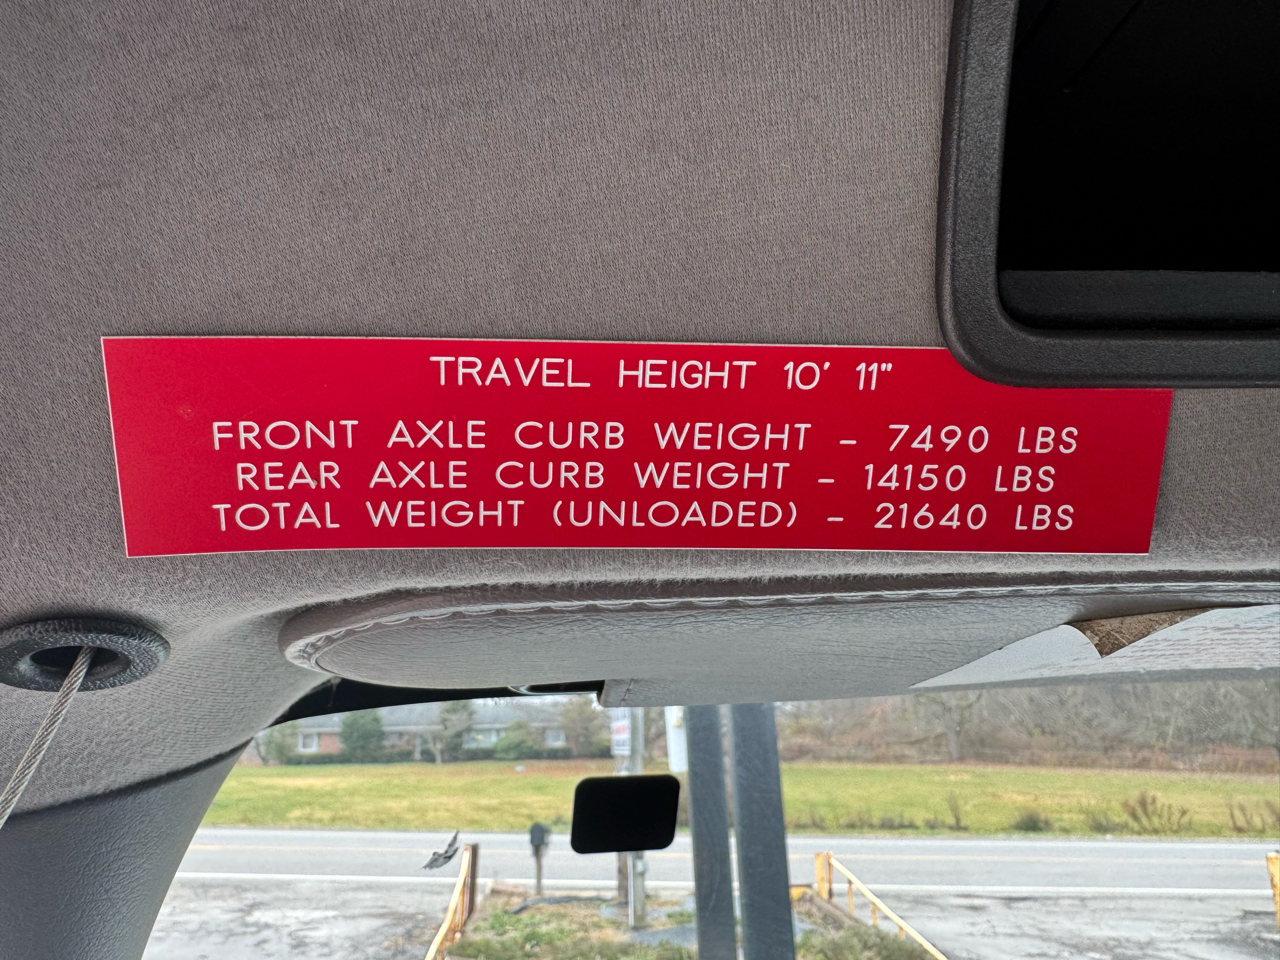 TRAVEL HEIGHT 10' 11"
FRONT AXLE CURB WEIGHT - 7490 LBS
REAR AXLE CURB WEIGHT - 14150 LBS
TOTAL WEIGHT (UNLOADED) - 21640 LBS